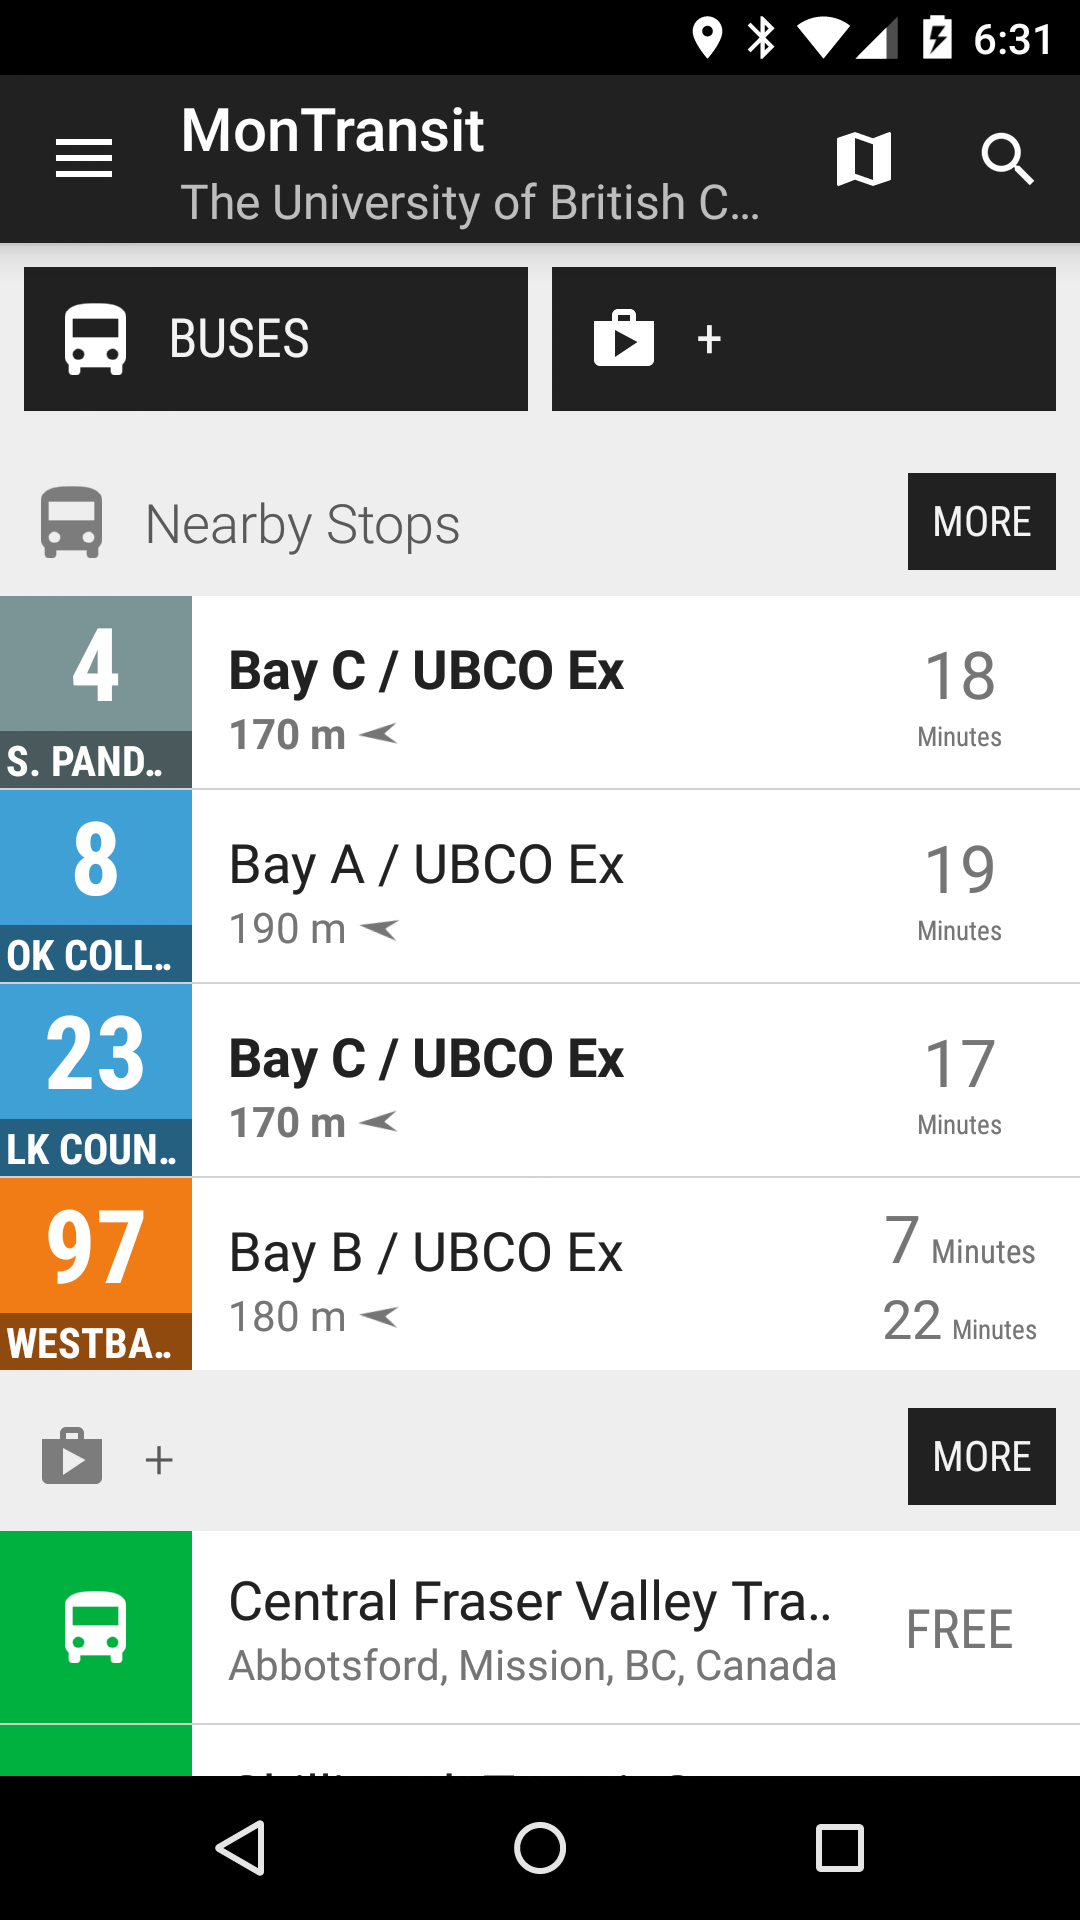 6:31
MonTransit
The University of British C...
BUSES
+
Nearby Stops
MORE
4
S. PAND..
Bay C / UBCO Ex
170 m
18
Minutes
8
OK COLL..
Bay A / UBCO Ex
190 m
19
Minutes
23
LK COUN..
Bay C / UBCO Ex
170 m
17
Minutes
97
WESTBA..
Bay B / UBCO Ex
180 m
7 Minutes
22 Minutes
+
MORE
Central Fraser Valley Tra..
Abbotsford, Mission, BC, Canada
FREE